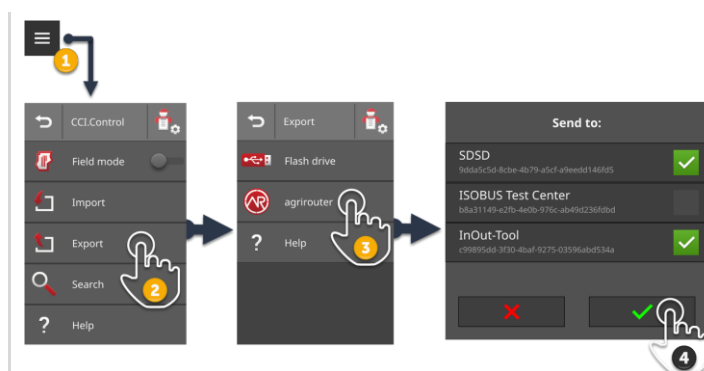 1
CCI.Control
Field mode
Import
Export
2
Search
? Help
Export
Flash drive
agrirouter
3
? Help
Send to:
SDSD
9dda5c5d-8cbe-4b79-a5cf-a9eedd146fd5
ISOBUS Test Center
b8a31149-e2fb-4e0b-976c-ab49d236fdbd
InOut-Tool
c99895dd-3f30-4baf-9275-03596abd534a
4